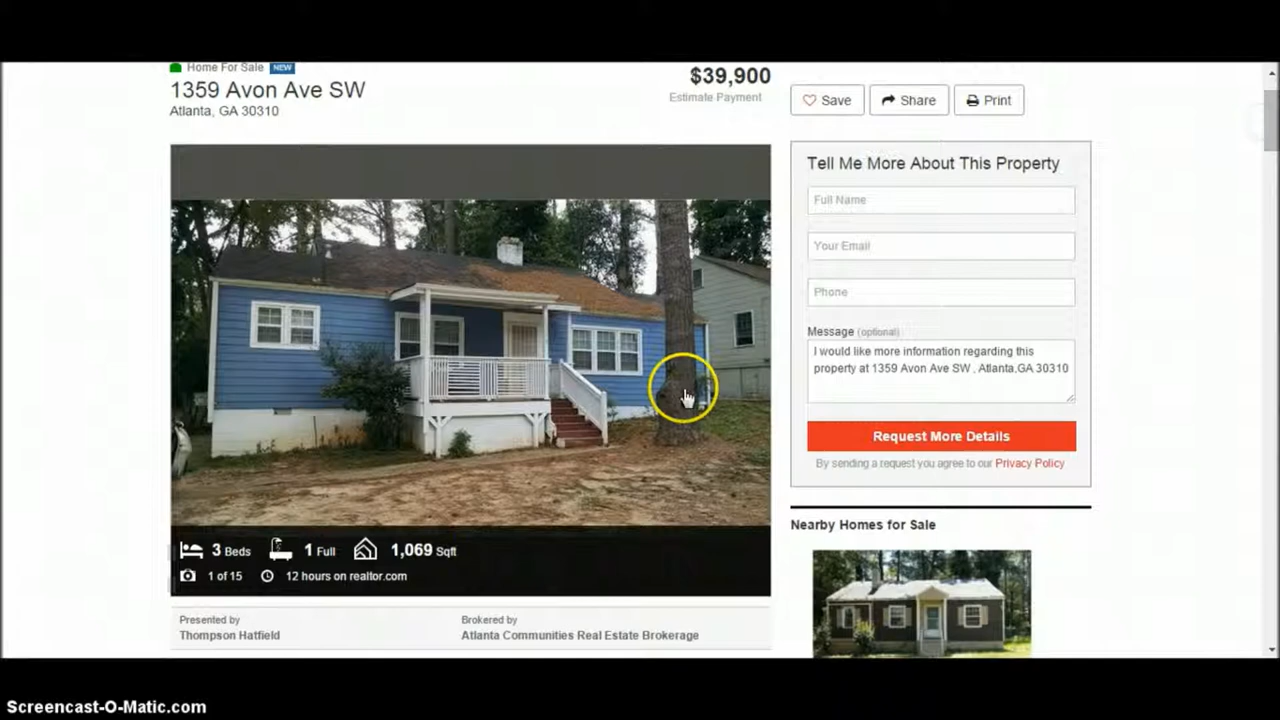 Home For Sale NEW
1359 Avon Ave SW
Atlanta, GA 30310
$39,900
Estimate Payment
Save
Share
Print
Tell Me More About This Property
Full Name
Your Email
Phone
Message (optional)
I would like more information regarding this
property at 1359 Avon Ave SW , Atlanta,GA 30310
Request More Details
By sending a request you agree to our Privacy Policy
3 Beds 1 Full 1,069 Sqft
1 of 15 12 hours on realtor.com
Presented by
Thompson Hatfield
Brokered by
Atlanta Communities Real Estate Brokerage
Nearby Homes for Sale
Screencast-O-Matic.com